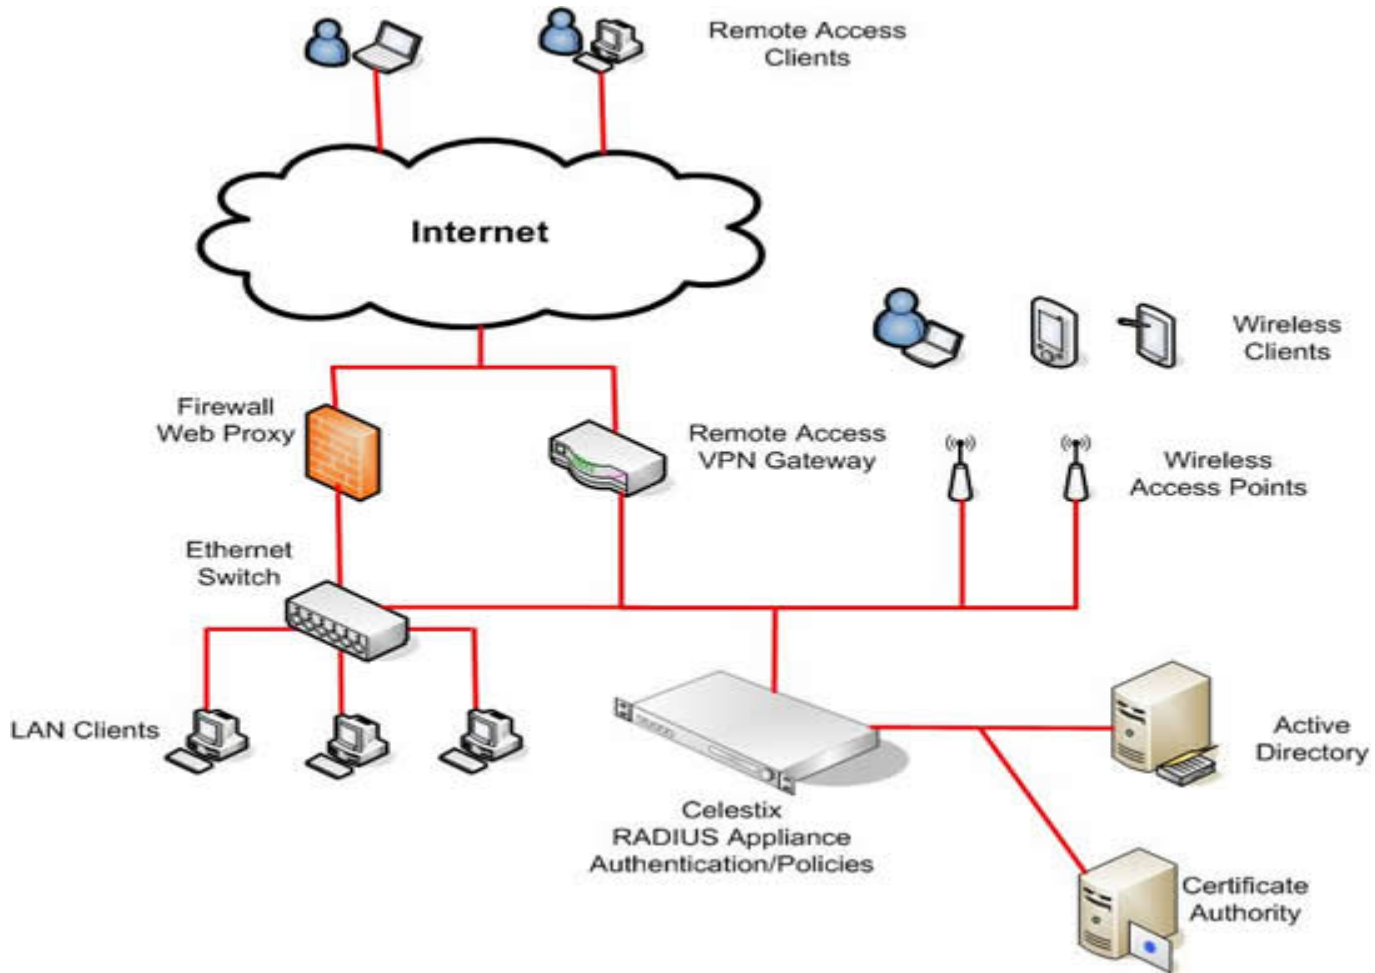 Remote Access
Clients
Internet
Wireless
Clients
Firewall
Web Proxy
Remote Access
VPN Gateway
Wireless
Access Points
Ethernet
Switch
LAN Clients
Active
Directory
Celestix
RADIUS Appliance
Authentication/Policies
Certificate
Authority